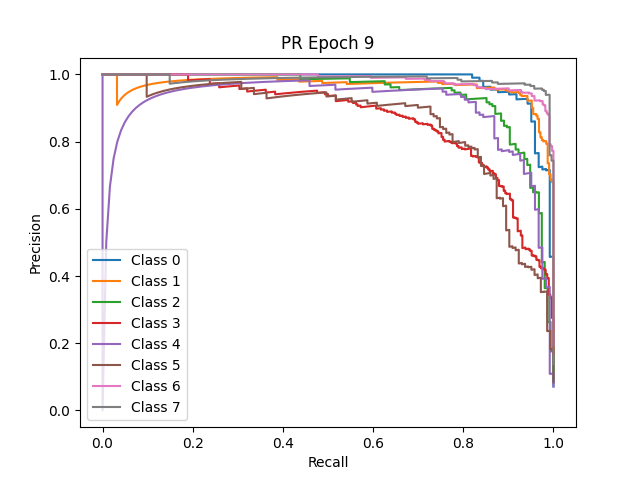 PR Epoch 9
Precision
1.0
0.8
0.6
0.4
0.2
0.0
Class 0
Class 1
Class 2
Class 3
Class 4
Class 5
Class 6
Class 7
0.0 0.2 0.4 0.6 0.8 1.0
Recall